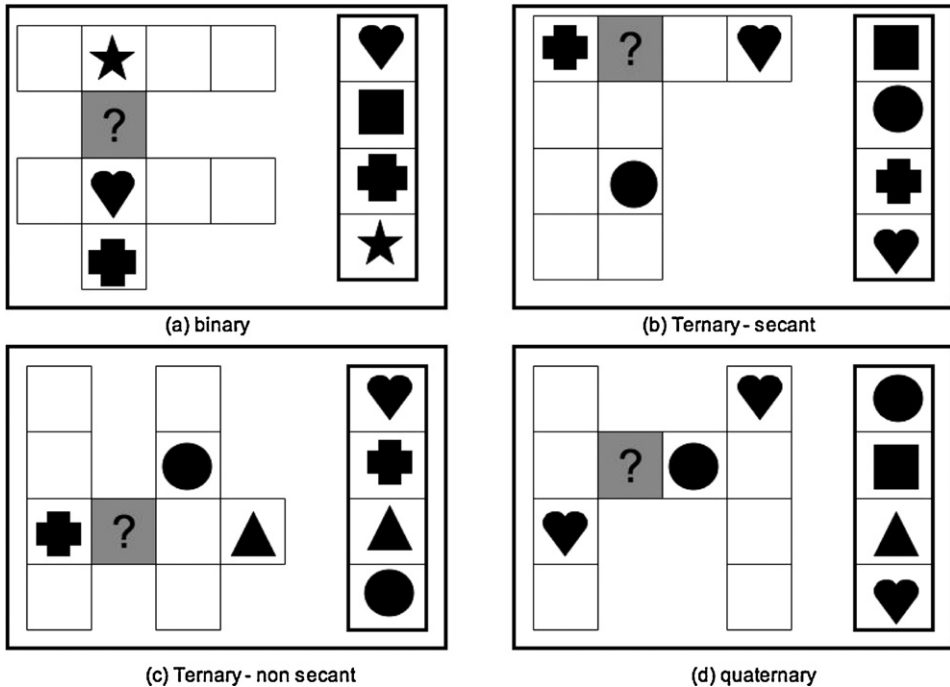 ?
(a) binary
?
(b) Ternary - secant
?
(c) Ternary - non secant
?
(d) quaternary